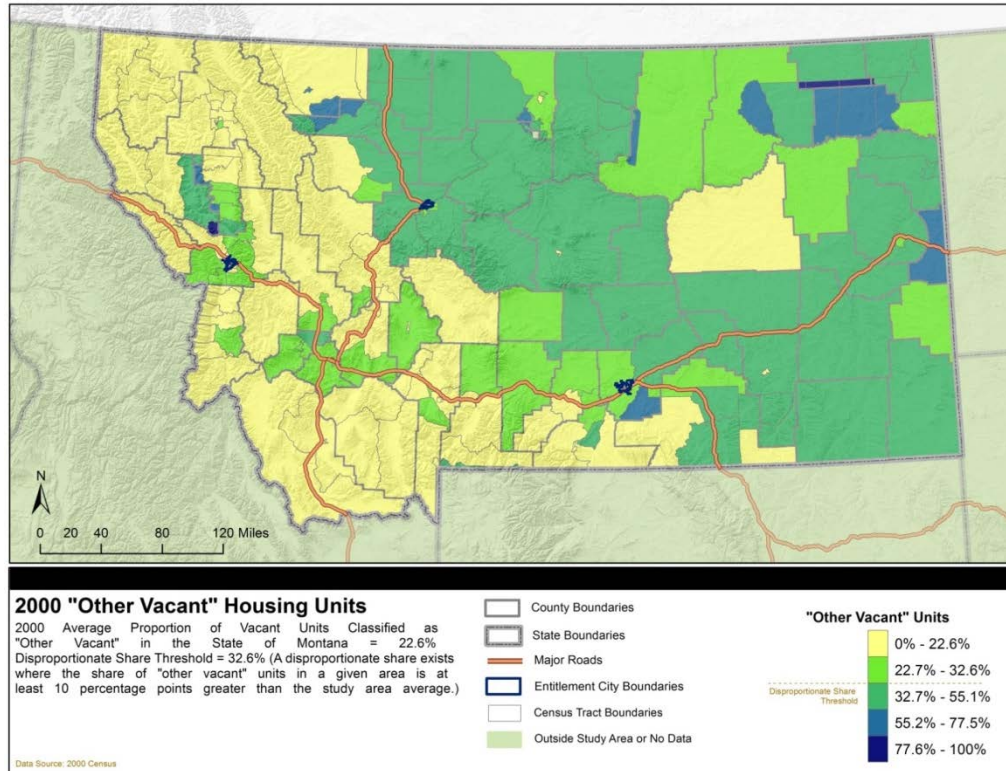 N
0 20 40 80 120 Miles
2000 "Other Vacant" Housing Units
2000 Average Proportion of Vacant Units Classified as
"Other Vacant" in the State of Montana = 22.6%
Disproportionate Share Threshold = 32.6% (A disproportionate share exists
where the share of "other vacant" units in a given area is at
least 10 percentage points greater than the study area average.)
Data Source: 2000 Census
County Boundaries
State Boundaries
Major Roads
Entitlement City Boundaries
Census Tract Boundaries
Outside Study Area or No Data
"Other Vacant" Units
0% - 22.6%
22.7% - 32.6%
Disproportionate Share
Threshold
32.7% - 55.1%
55.2% - 77.5%
77.6% - 100%